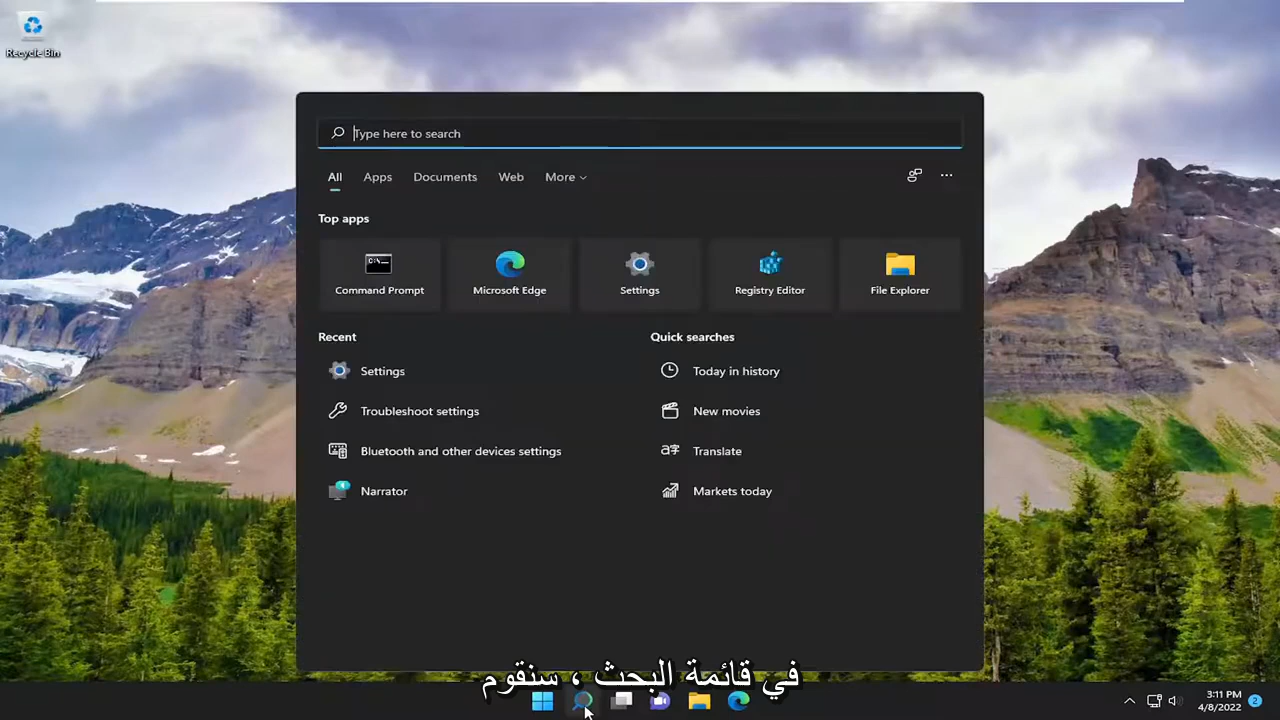 Recycle Bin
Type here to search
All Apps Documents Web More
Top apps
Command Prompt Microsoft Edge Settings Registry Editor File Explorer
Recent Quick searches
Settings Today in history
Troubleshoot settings New movies
Bluetooth and other devices settings Translate
Narrator Markets today
في قائمة البحث ، سنقوم
3:11 PM
4/8/2022 2